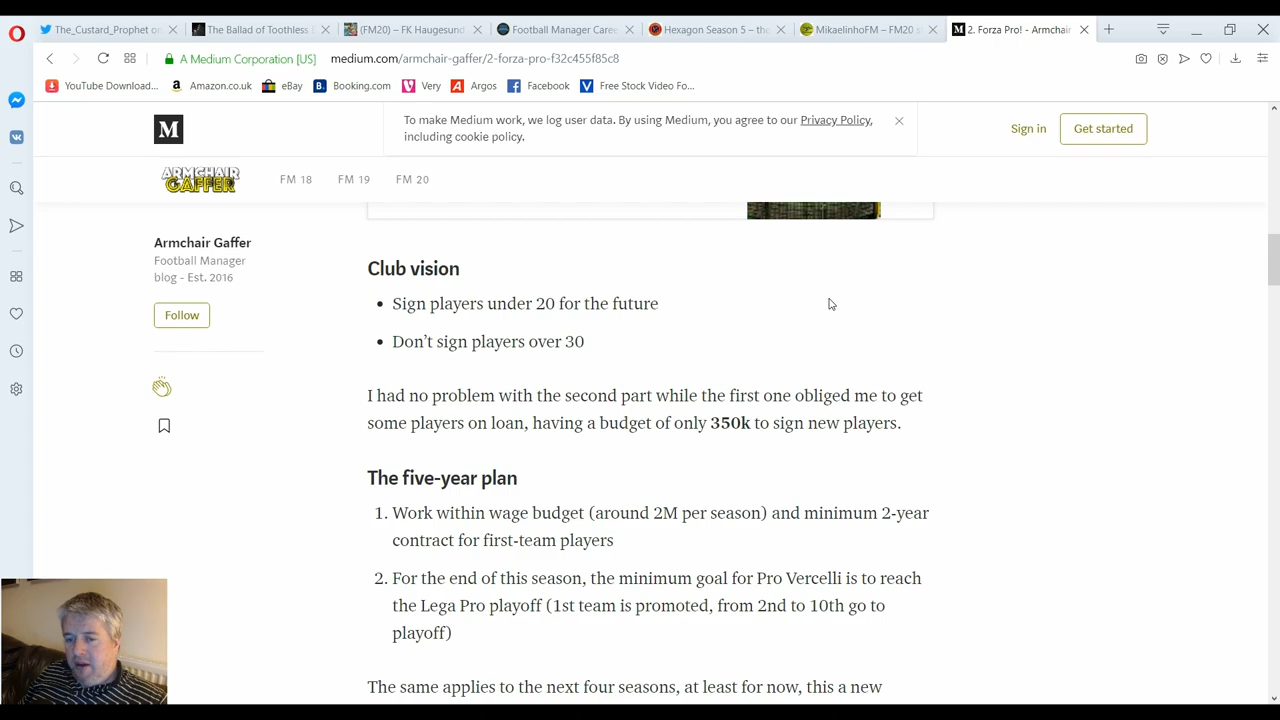 The_Custard_Prophet on
The Ballad of Toothless
(FM20) – FK Haugesund
Football Manager Career
Hexagon Season 5 – the
MikaelinhoFM – FM20 s
2. Forza Pro! - Armchair
A Medium Corporation [US]
medium.com/armchair-gaffer/2-forza-pro-f32c455f85c8
YouTube Download...
Amazon.co.uk
eBay
Booking.com
Very
Argos
Facebook
Free Stock Video Fo...
To make Medium work, we log user data. By using Medium, you agree to our Privacy Policy,
including cookie policy.
M
Sign in
Get started
ARMCHAIR
GAFFER
FM 18
FM 19
FM 20
Armchair Gaffer
Football Manager
blog - Est. 2016
Follow
Club vision
• Sign players under 20 for the future
• Don’t sign players over 30
I had no problem with the second part while the first one obliged me to get
some players on loan, having a budget of only 350k to sign new players.
The five-year plan
1. Work within wage budget (around 2M per season) and minimum 2-year
contract for first-team players
2. For the end of this season, the minimum goal for Pro Vercelli is to reach
the Lega Pro playoff (1st team is promoted, from 2nd to 10th go to
playoff)
The same applies to the next four seasons, at least for now, this a new